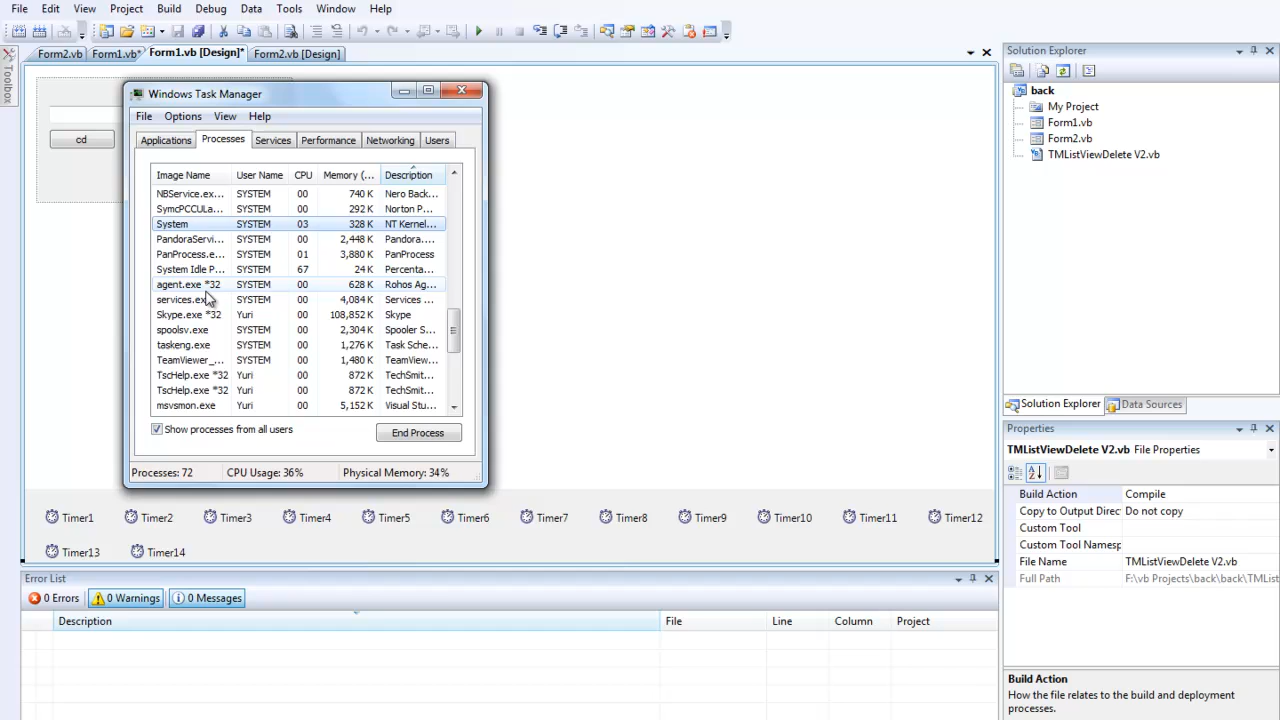 File Edit View Project Build Debug Data Tools Window Help
Form2.vb Form1.vb* Form1.vb [Design]* Form2.vb [Design]
Toolbox
cd
Windows Task Manager
File Options View Help
Applications Processes Services Performance Networking Users
Image Name User Name CPU Memory (... Description
NBService.ex... SYSTEM 00 740 K Nero Back...
SymcPCCULa... SYSTEM 00 292 K Norton P...
System SYSTEM 03 328 K NT Kernel...
PandoraServi... SYSTEM 00 2,448 K Pandora....
PanProcess.e... SYSTEM 01 3,880 K PanProcess
System Idle P... SYSTEM 67 24 K Percenta...
agent.exe *32 SYSTEM 00 628 K Rohos Ag...
services.exe SYSTEM 00 4,084 K Services ...
Skype.exe *32 Yuri 00 108,852 K Skype
spoolsv.exe SYSTEM 00 2,304 K Spooler S...
taskeng.exe SYSTEM 00 1,276 K Task Sche...
TeamViewer_... SYSTEM 00 1,480 K TeamView...
TscHelp.exe *32 Yuri 00 872 K TechSmit...
TscHelp.exe *32 Yuri 00 872 K TechSmit...
msvsmon.exe Yuri 00 5,152 K Visual Stu...
Show processes from all users End Process
Processes: 72 CPU Usage: 36% Physical Memory: 34%
Timer1 Timer2 Timer3 Timer4 Timer5 Timer6 Timer7 Timer8 Timer9 Timer10 Timer11 Timer12
Timer13 Timer14
Error List
0 Errors 0 Warnings 0 Messages
Description File Line Column Project
Solution Explorer
back
My Project
Form1.vb
Form2.vb
TMListViewDelete V2.vb
Solution Explorer Data Sources
Properties
TMListViewDelete V2.vb File Properties
Build Action Compile
Copy to Output Direc Do not copy
Custom Tool
Custom Tool Namesp
File Name TMListViewDelete V2.vb
Full Path F:\vb Projects\back\back\TMList
Build Action
How the file relates to the build and deployment
processes.